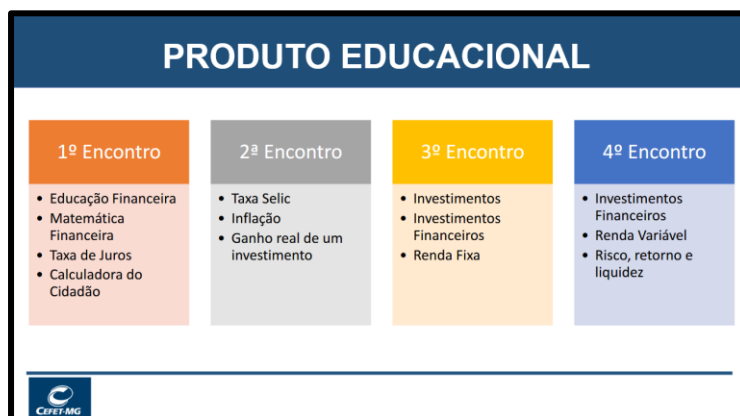 PRODUTO EDUCACIONAL
1º Encontro
• Educação Financeira
• Matemática
Financeira
• Taxa de Juros
• Calculadora do
Cidadão
2ª Encontro
• Taxa Selic
• Inflação
• Ganho real de um
investimento
3º Encontro
• Investimentos
• Investimentos
Financeiros
• Renda Fixa
4º Encontro
• Investimentos
Financeiros
• Renda Variável
• Risco, retorno e
liquidez
CEFET-MG